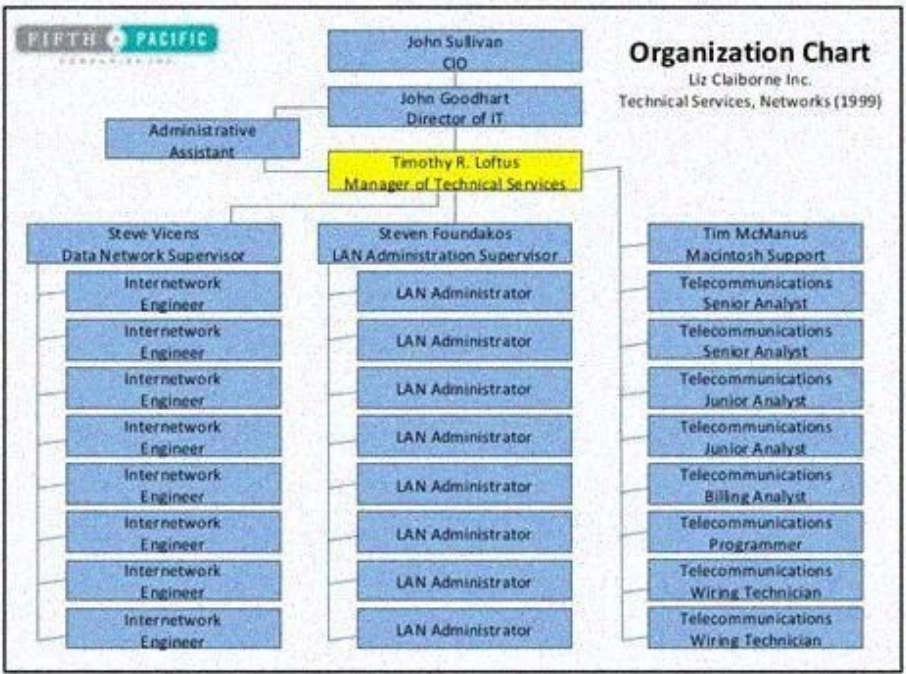 FIFTH PACIFIC
COMPANIES INC.
Organization Chart
Liz Claiborne Inc.
Technical Services, Networks (1999)
John Sullivan
CIO
John Goodhart
Director of IT
Administrative
Assistant
Timothy R. Loftus
Manager of Technical Services
Steve Vicens
Data Network Supervisor
Internetwork
Engineer
Internetwork
Engineer
Internetwork
Engineer
Internetwork
Engineer
Internetwork
Engineer
Internetwork
Engineer
Internetwork
Engineer
Internetwork
Engineer
Steven Foundakos
LAN Administration Supervisor
LAN Administrator
LAN Administrator
LAN Administrator
LAN Administrator
LAN Administrator
LAN Administrator
LAN Administrator
LAN Administrator
Tim McManus
Macintosh Support
Telecommunications
Senior Analyst
Telecommunications
Senior Analyst
Telecommunications
Junior Analyst
Telecommunications
Junior Analyst
Telecommunications
Billing Analyst
Telecommunications
Programmer
Telecommunications
Wiring Technician
Telecommunications
Wiring Technician